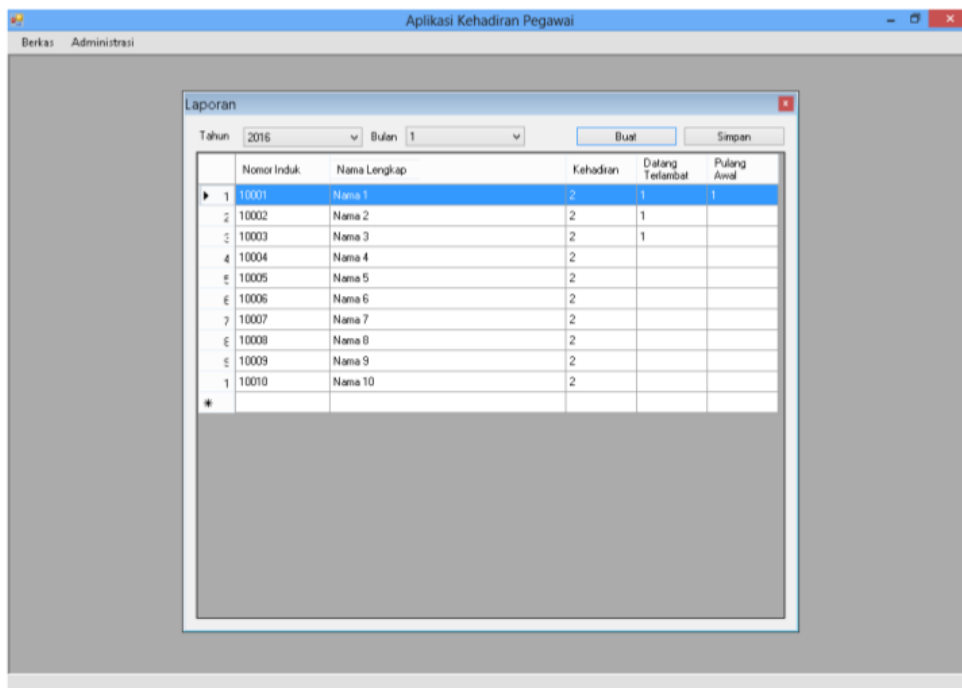 Aplikasi Kehadiran Pegawai
Berkas Administrasi
Laporan
Tahun 2016 Bulan 1 Buat Simpan
Nomor Induk Nama Lengkap Kehadiran Datang Terlambat Pulang Awal
1 10001 Nama 1 2 1 1
2 10002 Nama 2 2 1
3 10003 Nama 3 2 1
4 10004 Nama 4 2
10005 Nama 5 2
10006 Nama 6 2
7 10007 Nama 7 2
10008 Nama 8 2
10009 Nama 9 2
1 10010 Nama 10 2